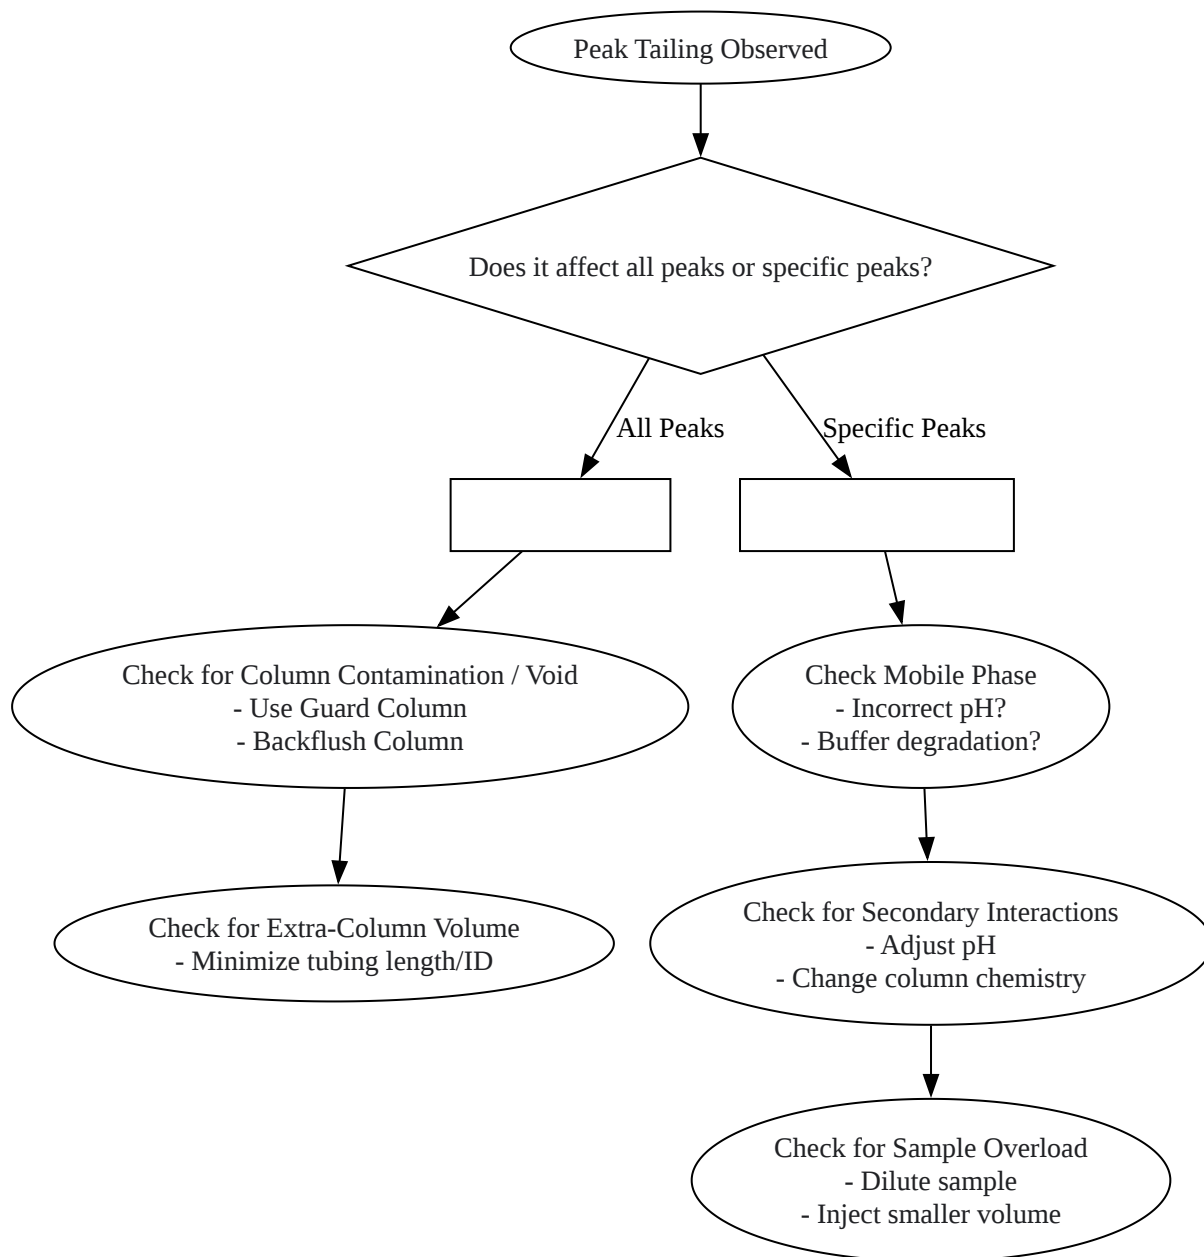 Peak Tailing Observed
Does it affect all peaks or specific peaks?
All Peaks
Specific Peaks
Check for Column Contamination / Void
- Use Guard Column
- Backflush Column
Check Mobile Phase
- Incorrect pH?
- Buffer degradation?
Check for Extra-Column Volume
- Minimize tubing length/ID
Check for Secondary Interactions
- Adjust pH
- Change column chemistry
Check for Sample Overload
- Dilute sample
- Inject smaller volume